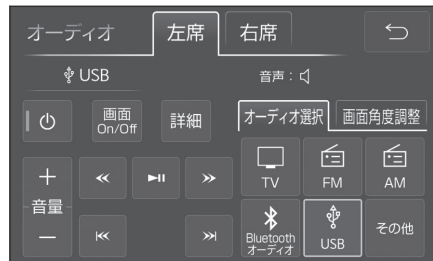 オーディオ
左席
右席
USB
音声：
画面
On/Off
詳細
オーディオ選択
画面角度調整
音量
TV
FM
AM
Bluetooth
オーディオ
USB
その他